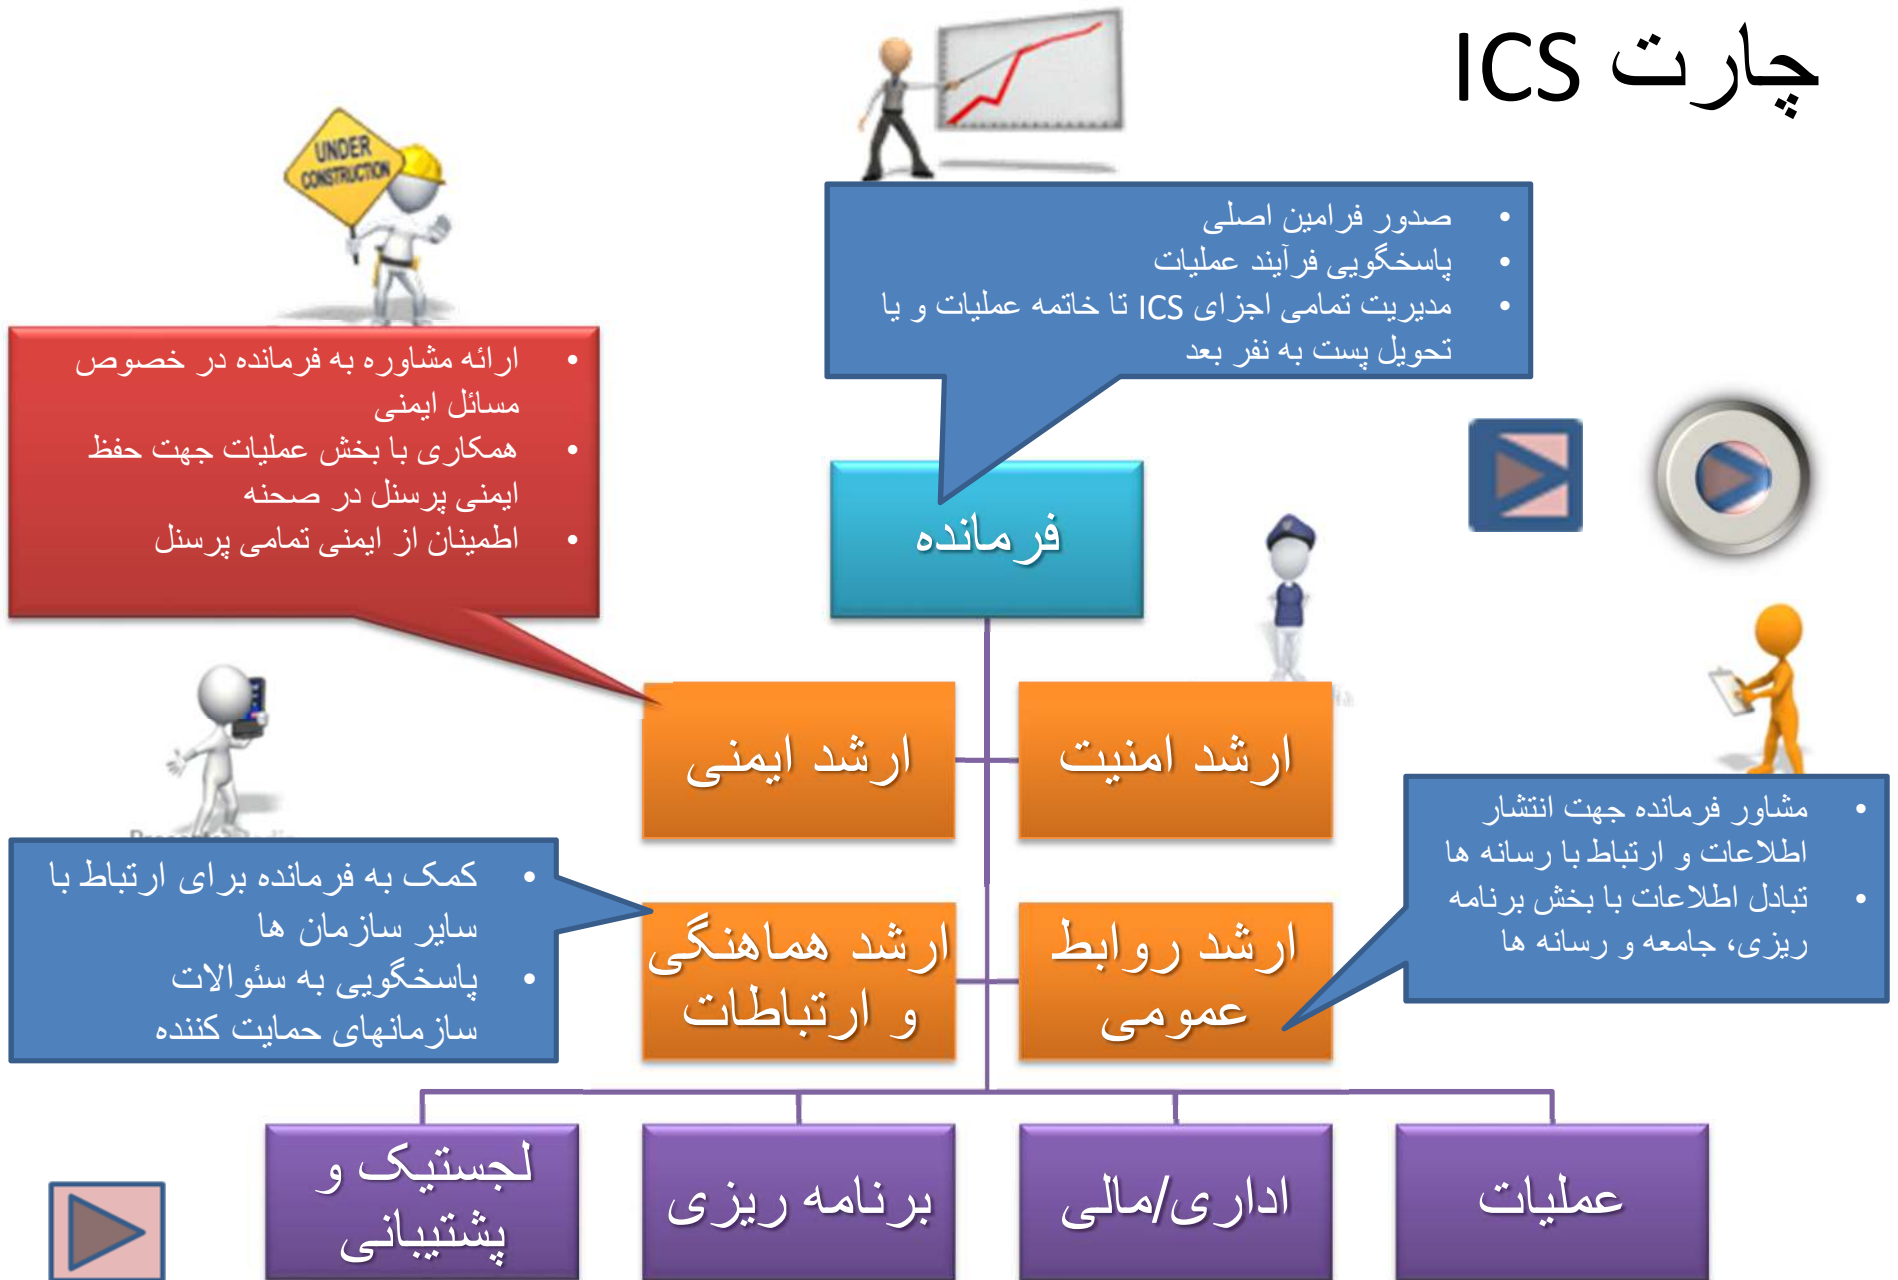 چارت ICS
UNDER
CONSTRUCTION
• صدور فرامین اصلی
• پاسخگویی فرآیند عملیات
• مدیریت تمامی اجزای ICS تا خاتمه عملیات و یا
تحویل پست به نفر بعد
• ارائه مشاوره به فرمانده در خصوص
مسائل ایمنی
• همکاری با بخش عملیات جهت حفظ
ایمنی پرسنل در صحنه
• اطمینان از ایمنی تمامی پرسنل
فرمانده
ارشد امنیت
ارشد ایمنی
• مشاور فرمانده جهت انتشار
اطلاعات و ارتباط با رسانه ها
• تبادل اطلاعات با بخش برنامه
ریزی، جامعه و رسانه ها
• کمک به فرمانده برای ارتباط با
سایر سازمان ها
• پاسخگویی به سئوالات
سازمانهای حمایت کننده
ارشد روابط
عمومی
ارشد هماهنگی
و ارتباطات
عملیات
اداری/مالی
برنامه ریزی
لجستیک و
پشتیبانی